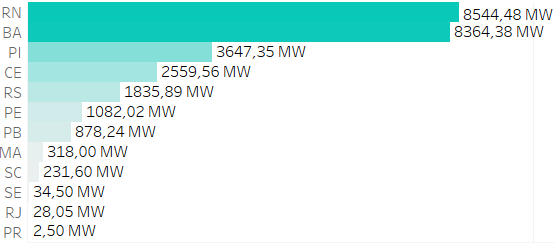 RN 8544,48 MW
BA 8364,38 MW
PI 3647,35 MW
CE 2559,56 MW
RS 1835,89 MW
PE 1082,02 MW
PB 878,24 MW
MA 318,00 MW
SC 231,60 MW
SE 34,50 MW
RJ 28,05 MW
PR 2,50 MW